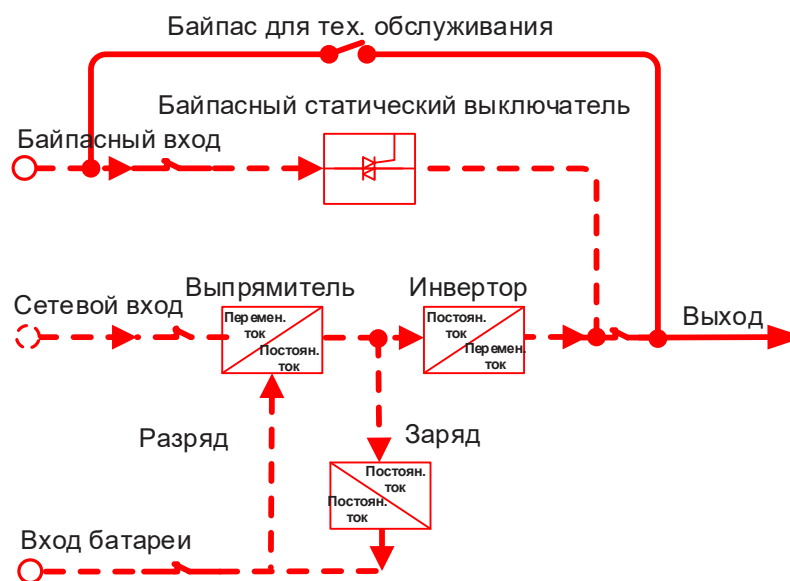 Байпас для тех. обслуживания
Байпасный статический выключатель
Байпасный вход
Сетевой вход
Выпрямитель
Инвертор
Выход
Перемен.
ток
Постоян.
ток
Постоян.
ток
Перемен.
ток
Разряд
Заряд
Постоян.
ток
Постоян.
ток
Вход батареи